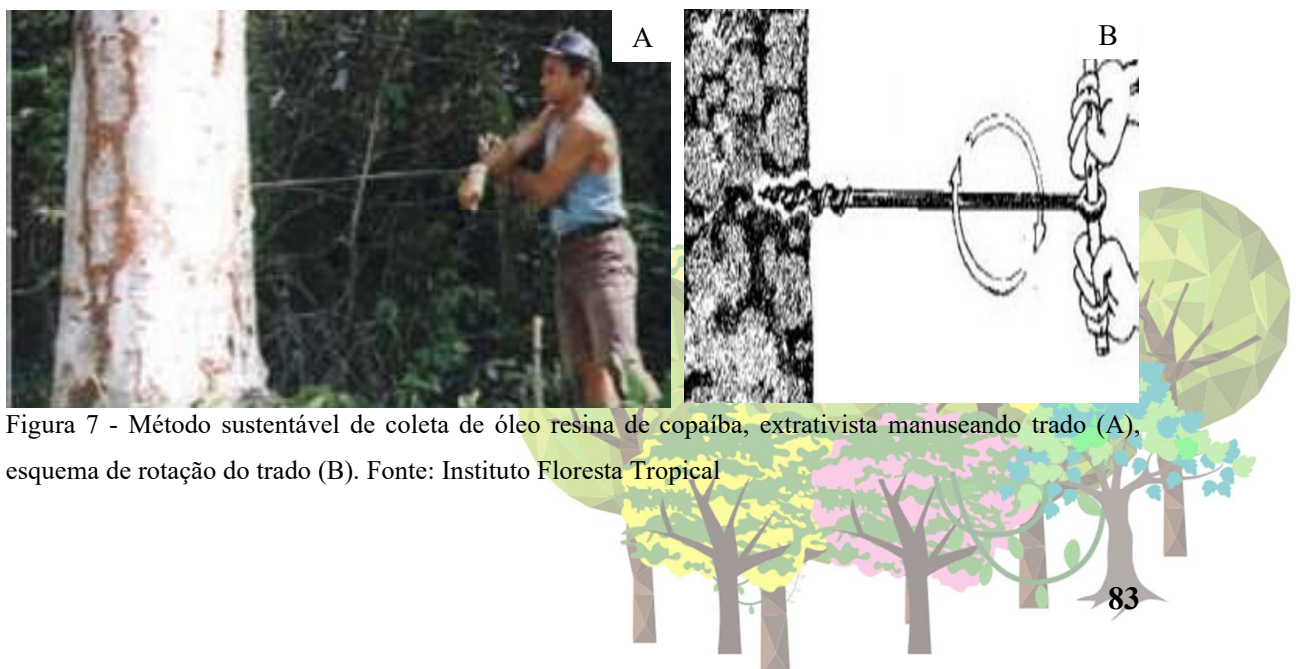 A
B
Figura 7 - Método sustentável de coleta de óleo resina de copaíba, extrativista manuseando trado (A),
esquema de rotação do trado (B). Fonte: Instituto Floresta Tropical
83